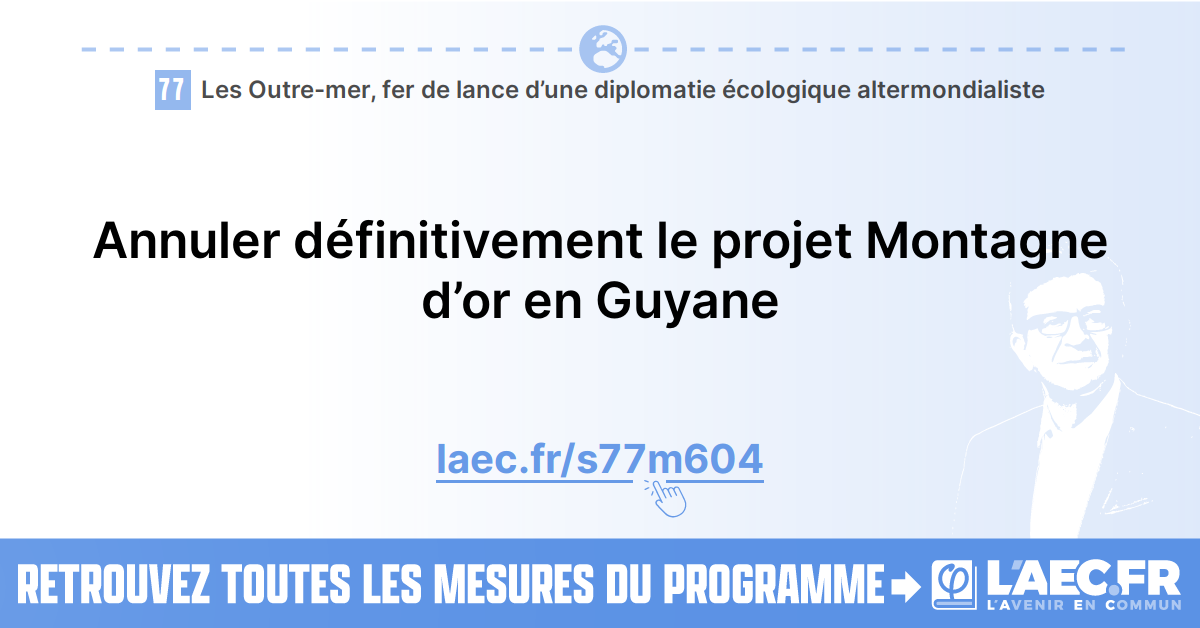 77 Les Outre-mer, fer de lance d’une diplomatie écologique altermondialiste
Annuler définitivement le projet Montagne
d’or en Guyane
laec.fr/s77m604
RETROUVEZ TOUTES LES MESURES DU PROGRAMME
L'AEC.FR
L'AVENIR EN COMMUN